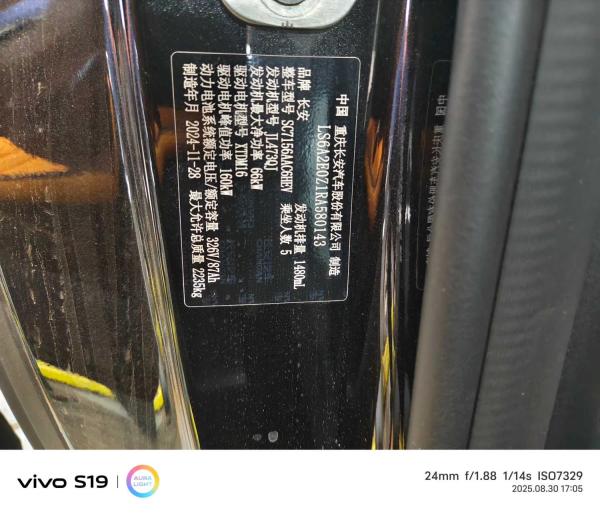 中国 重庆长安汽车股份有限公司 制造
LS6A2E0Z1RA580143
品牌 长安 发动机排量 1480mL
整车型号 SC7156AAC6HEV 乘坐人数 5
发动机型号 JL473QJ
发动机最大净功率 66kW
驱动电机型号 XTDM16
驱动电机峰值功率 160kW
动力电池系统额定电压/额定容量 326V/87Ah
制造年月 2024-11-28 最大允许总质量 2235kg
vivo S19
AURA
LIGHT
24mm f/1.88 1/14s ISO7329
2025.08.30 17:05